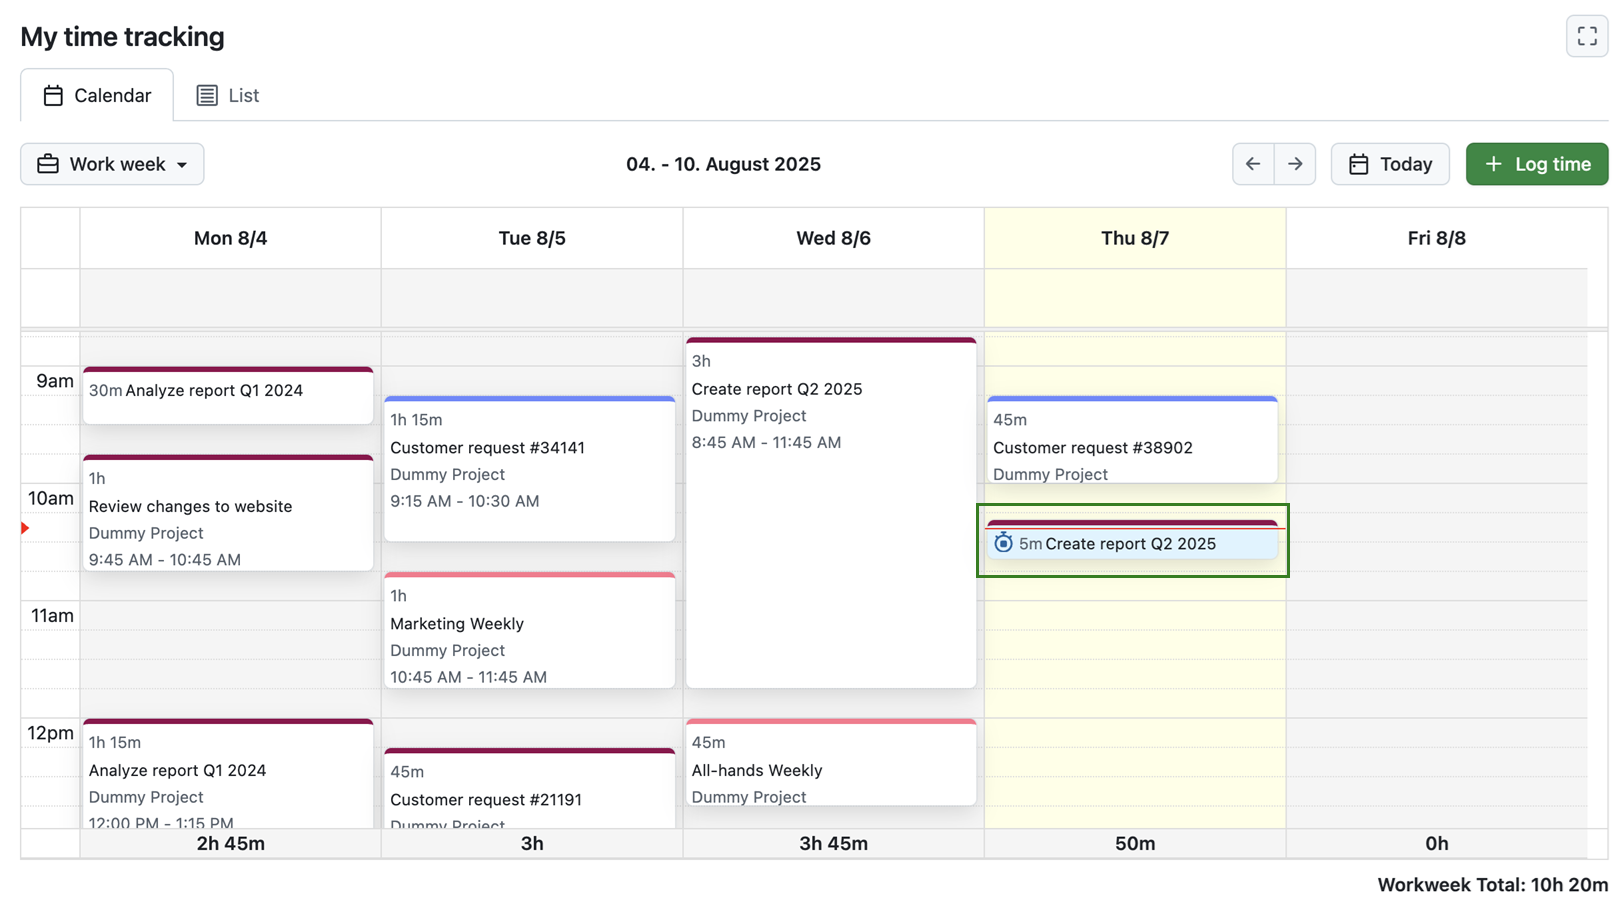 My time tracking
Calendar
List
Work week
04. - 10. August 2025
Today
+ Log time
Mon 8/4
Tue 8/5
Wed 8/6
Thu 8/7
Fri 8/8
9am
10am
11am
12pm
30m Analyze report Q1 2024
1h
Review changes to website
Dummy Project
9:45 AM - 10:45 AM
1h 15m
Analyze report Q1 2024
Dummy Project
12:00 PM - 1:15 PM
1h 15m
Customer request #34141
Dummy Project
9:15 AM - 10:30 AM
1h
Marketing Weekly
Dummy Project
10:45 AM - 11:45 AM
45m
Customer request #21191
Dummy Project
3h
Create report Q2 2025
Dummy Project
8:45 AM - 11:45 AM
45m
All-hands Weekly
Dummy Project
45m
Customer request #38902
Dummy Project
5m Create report Q2 2025
2h 45m
3h
3h 45m
50m
0h
Workweek Total: 10h 20m